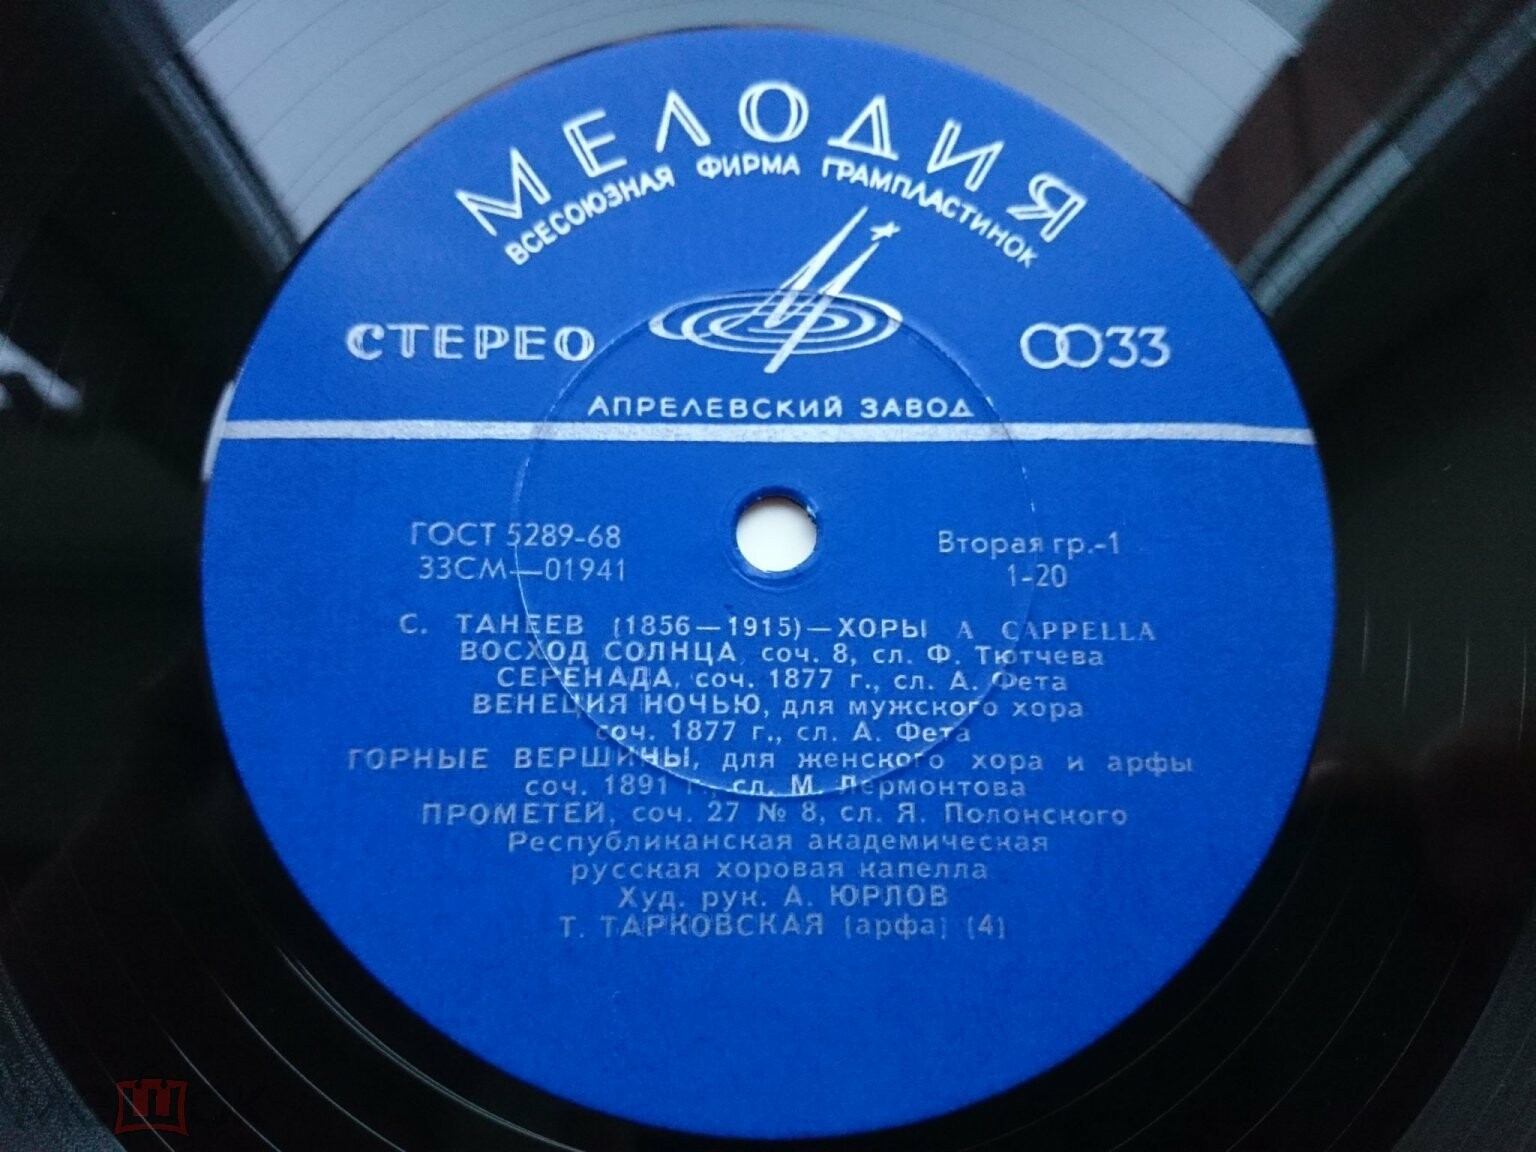 МЕЛОДИЯ
ВСЕСОЮЗНАЯ ФИРМА ГРАМПЛАСТИНОК
СТЕРЕО
33
АПРЕЛЕВСКИЙ ЗАВОД
ГОСТ 5289-68
Вторая гр.-1
33СМ—01941
1-20
С. ТАНЕЕВ (1856—1915)—ХОРЫ A CAPPELLA
ВОСХОД СОЛНЦА, соч. 8, сл. Ф. Тютчева
СЕРЕНАДА, соч. 1877 г., сл. А. Фета
ВЕНЕЦИЯ НОЧЬЮ, для мужского хора
соч. 1877 г., сл. А. Фета
ГОРНЫЕ ВЕРШИНЫ, для женского хора и арфы
соч. 1891 г., сл. М. Лермонтова
ПРОМЕТЕЙ, соч. 27 № 8, сл. Я. Полонского
Республиканская академическая
русская хоровая капелла
Худ. рук. А. ЮРЛОВ
Т. ТАРКОВСКАЯ (арфа) (4)